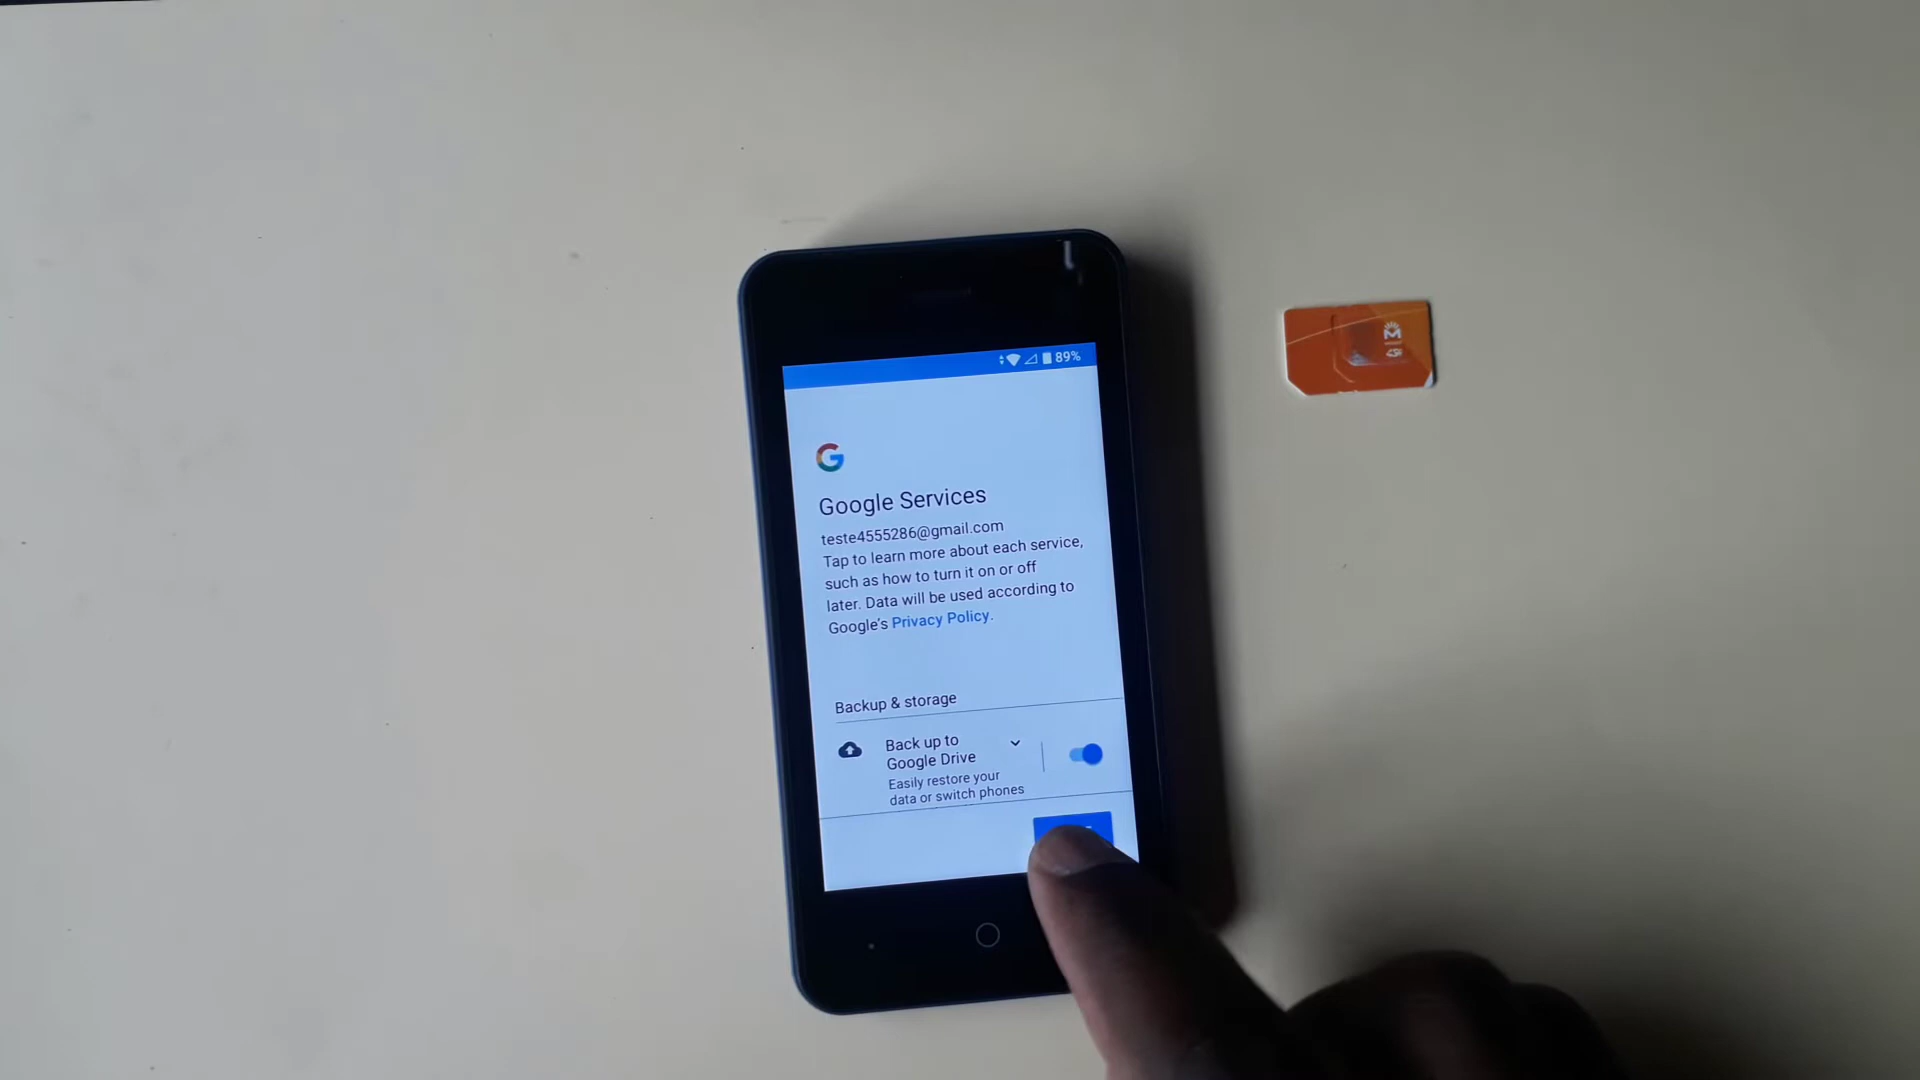 89%
G
Google Services
teste4555286@gmail.com
Tap to learn more about each service,
such as how to turn it on or off
later. Data will be used according to
Google's Privacy Policy.
Backup & storage
Back up to
Google Drive
Easily restore your
data or switch phones
M